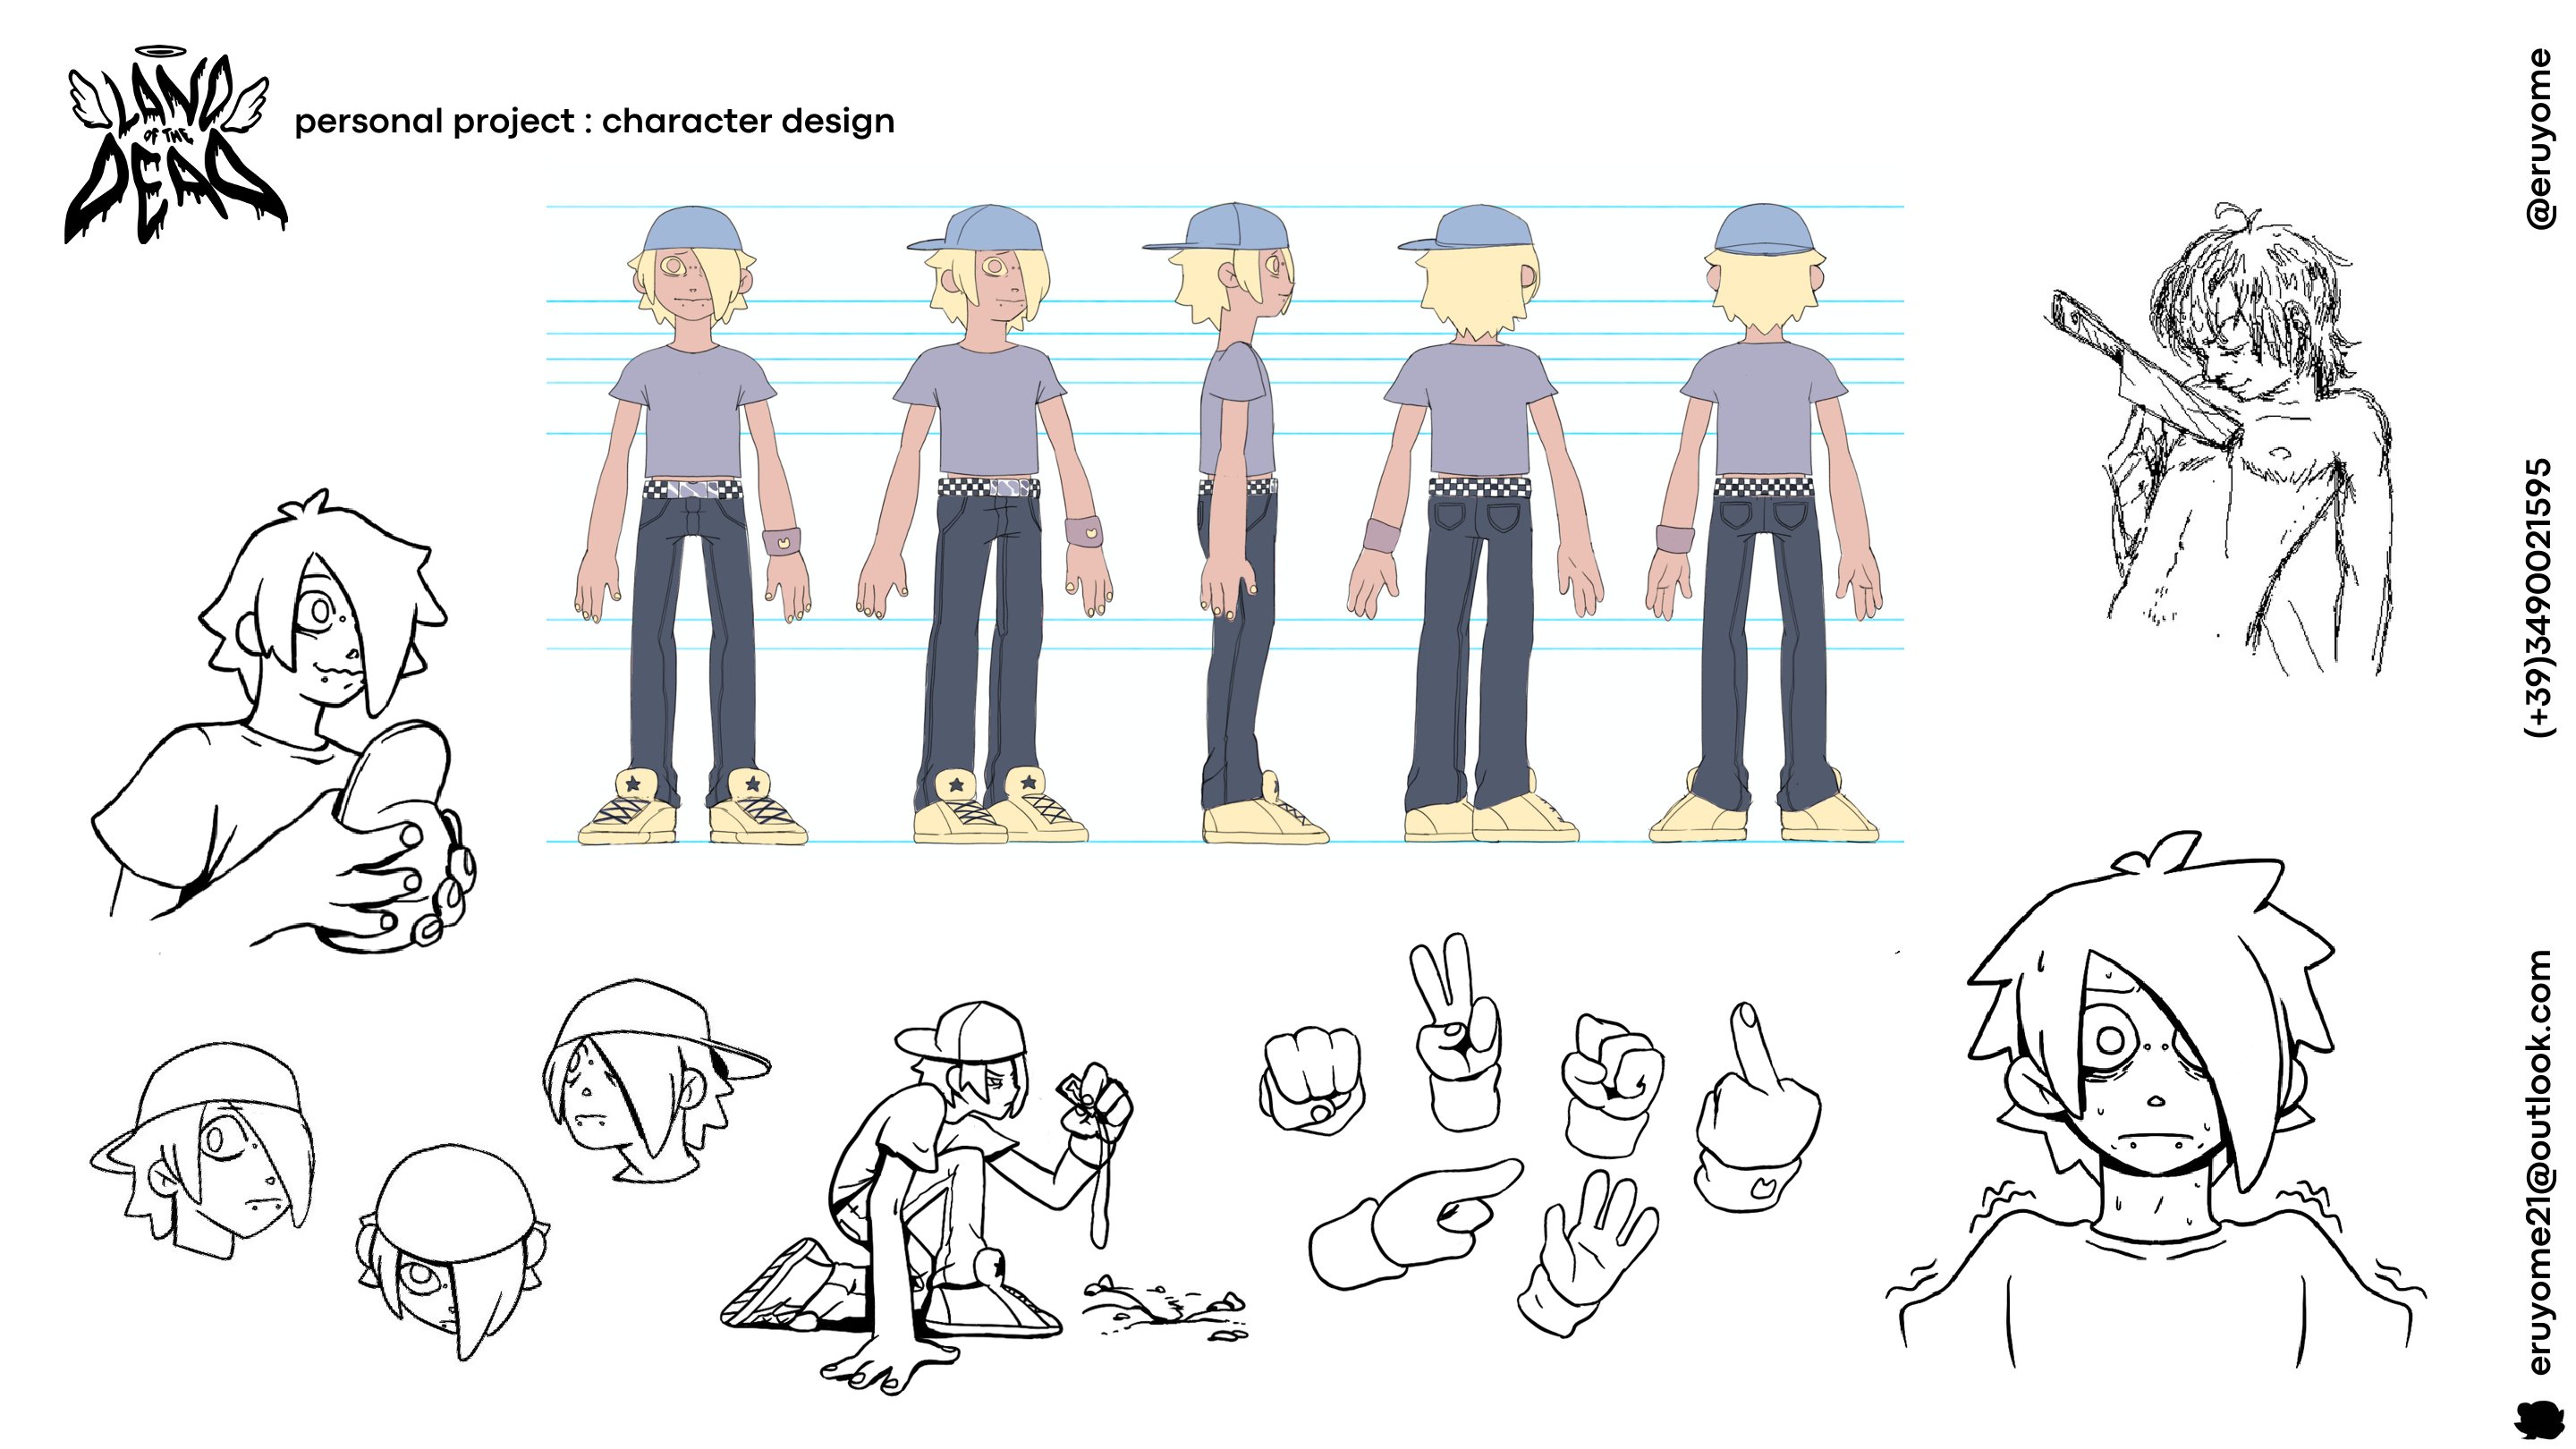 LAND
OF THE
DEAD
personal project : character design
@eruyome
(+39)3490021595
eruyome21@outlook.com